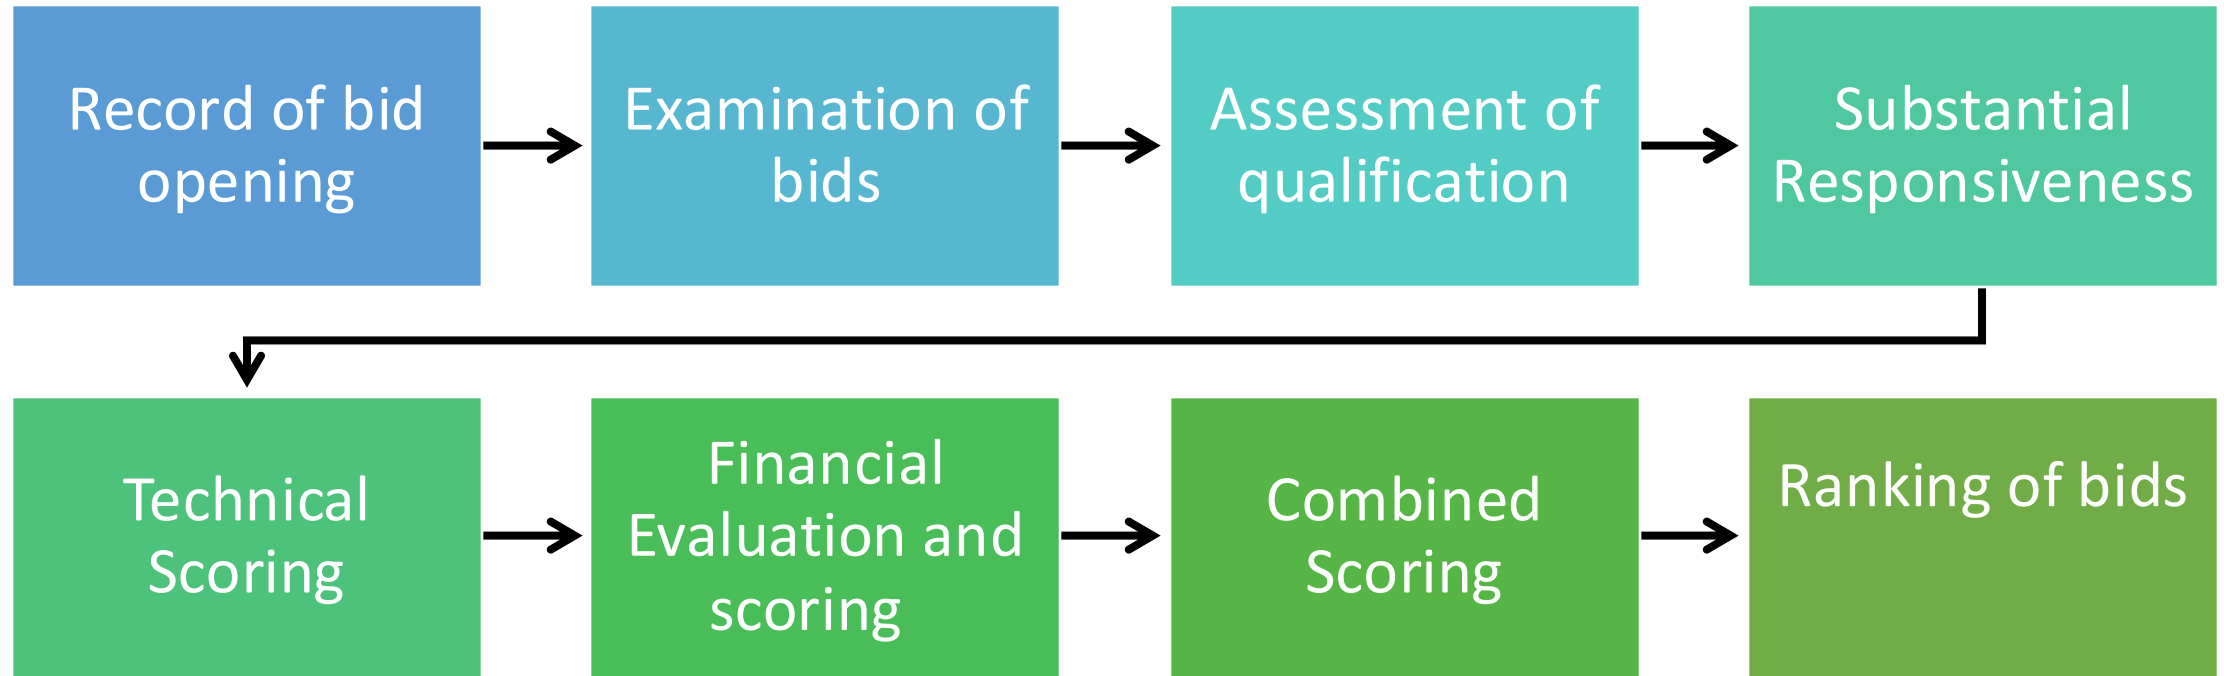 Record of bid
opening
Examination of
bids
Assessment of
qualification
Substantial
Responsiveness
Technical
Scoring
Financial
Evaluation and
scoring
Combined
Scoring
Ranking of bids